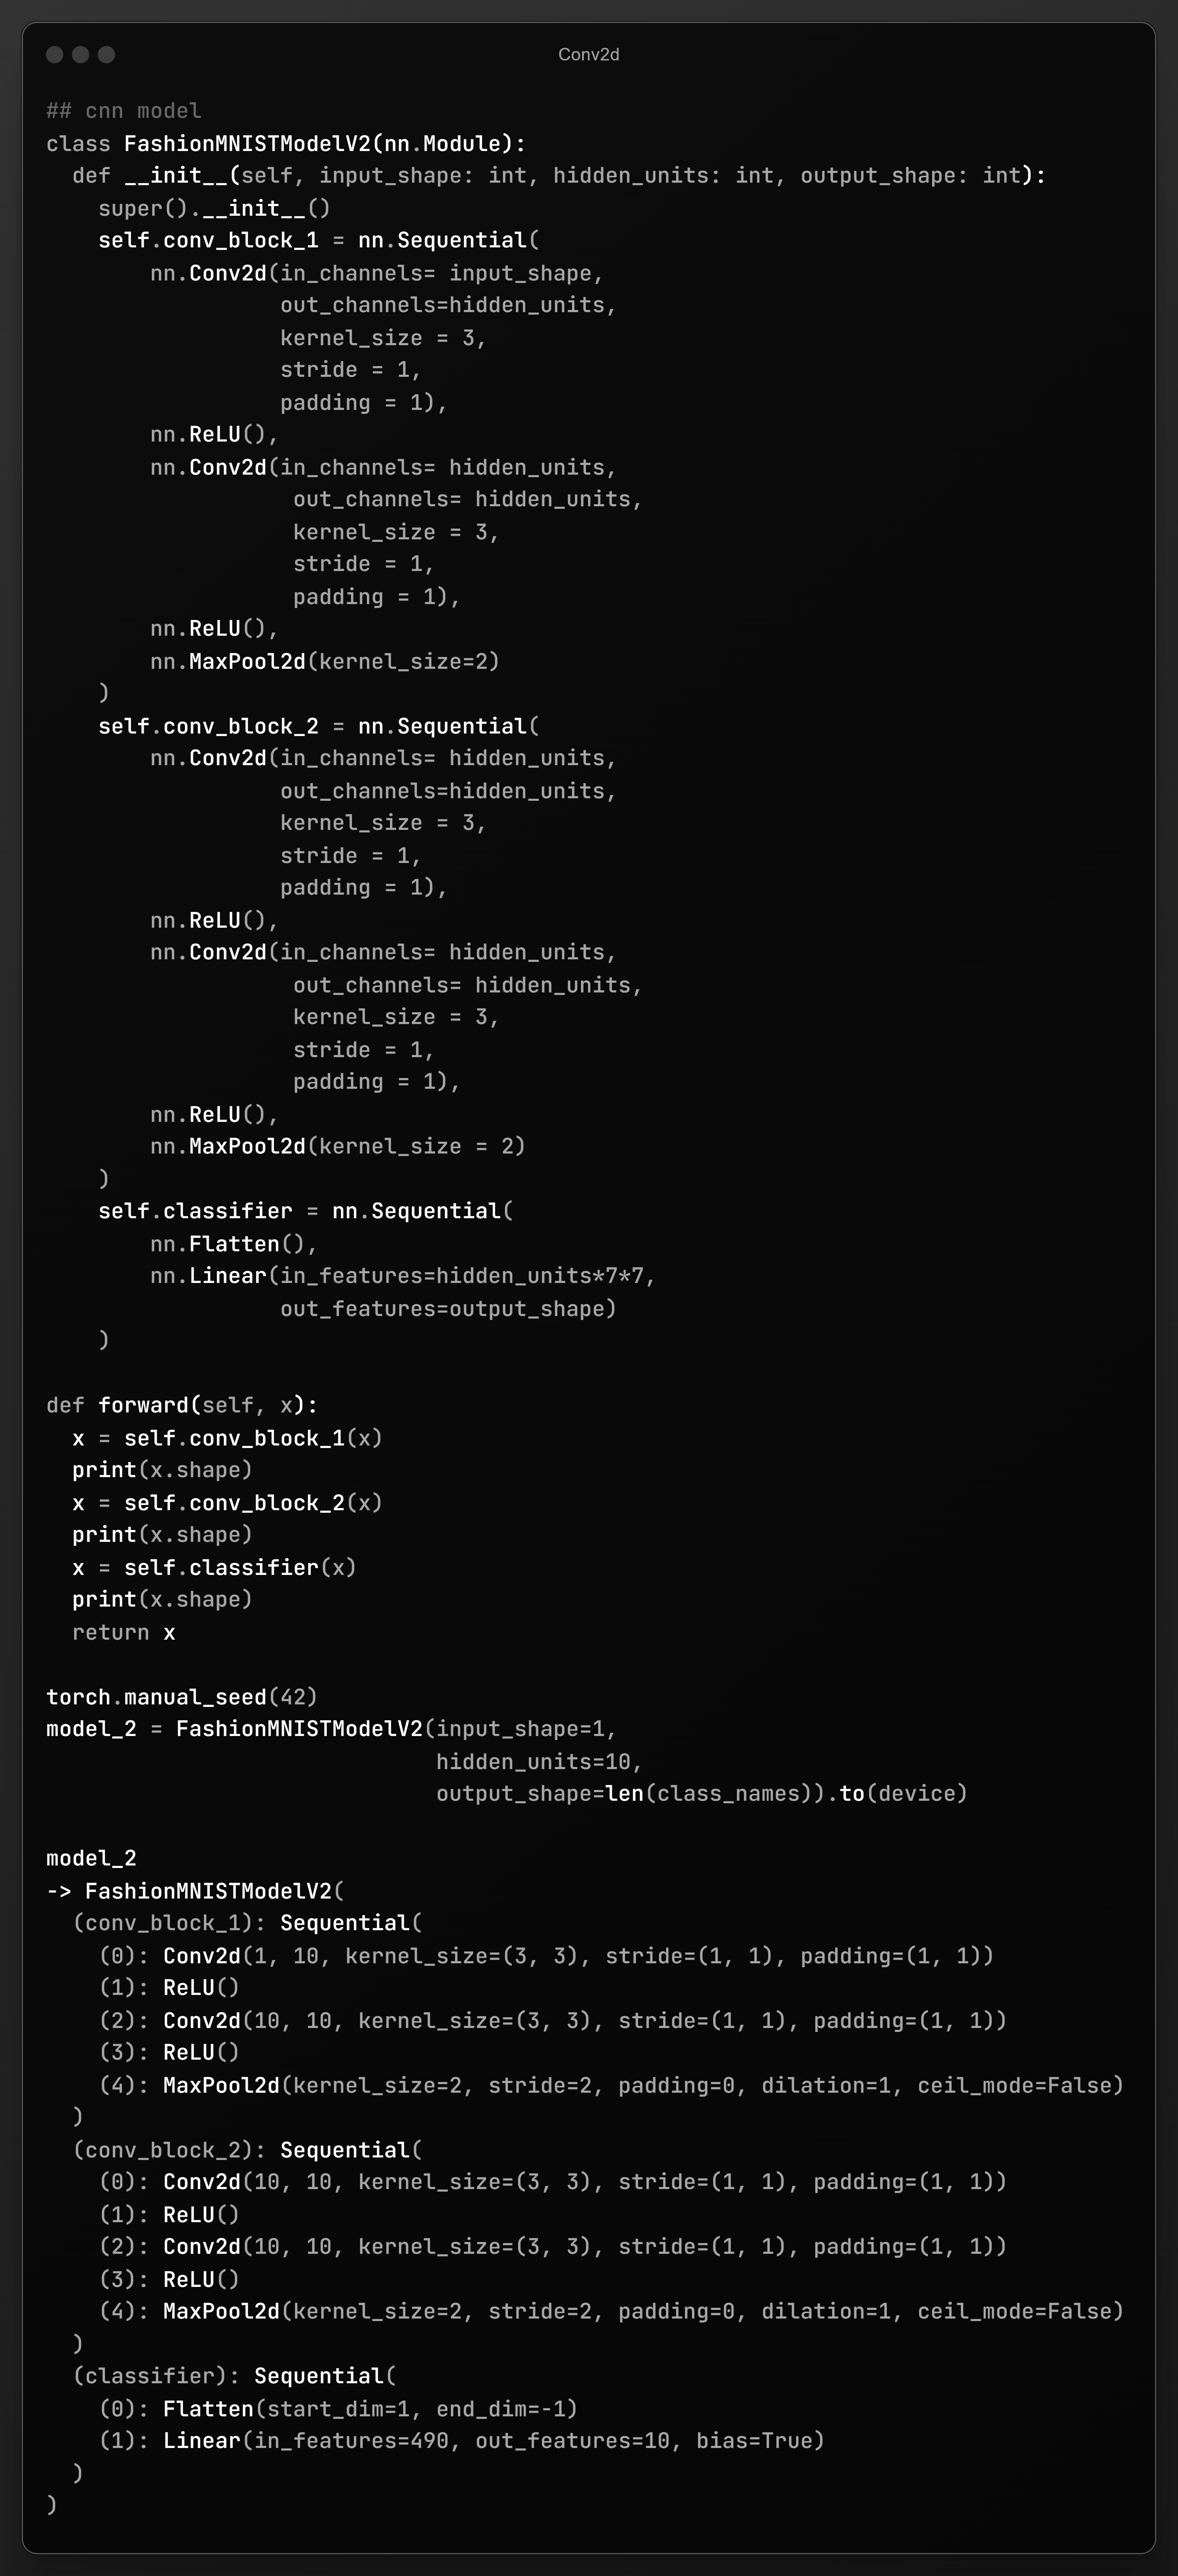 Conv2d
## cnn model
class FashionMNISTModelV2(nn.Module):
  def __init__(self, input_shape: int, hidden_units: int, output_shape: int):
    super().__init__()
    self.conv_block_1 = nn.Sequential(
        nn.Conv2d(in_channels= input_shape,
                  out_channels=hidden_units,
                  kernel_size = 3,
                  stride = 1,
                  padding = 1),
        nn.ReLU(),
        nn.Conv2d(in_channels= hidden_units,
                   out_channels= hidden_units,
                   kernel_size = 3,
                   stride = 1,
                   padding = 1),
        nn.ReLU(),
        nn.MaxPool2d(kernel_size=2)
    )
    self.conv_block_2 = nn.Sequential(
        nn.Conv2d(in_channels= hidden_units,
                  out_channels=hidden_units,
                  kernel_size = 3,
                  stride = 1,
                  padding = 1),
        nn.ReLU(),
        nn.Conv2d(in_channels= hidden_units,
                   out_channels= hidden_units,
                   kernel_size = 3,
                   stride = 1,
                   padding = 1),
        nn.ReLU(),
        nn.MaxPool2d(kernel_size = 2)
    )
    self.classifier = nn.Sequential(
        nn.Flatten(),
        nn.Linear(in_features=hidden_units*7*7,
                  out_features=output_shape)
    )

def forward(self, x):
  x = self.conv_block_1(x)
  print(x.shape)
  x = self.conv_block_2(x)
  print(x.shape)
  x = self.classifier(x)
  print(x.shape)
  return x

torch.manual_seed(42)
model_2 = FashionMNISTModelV2(input_shape=1,
                              hidden_units=10,
                              output_shape=len(class_names)).to(device)

model_2
-> FashionMNISTModelV2(
  (conv_block_1): Sequential(
    (0): Conv2d(1, 10, kernel_size=(3, 3), stride=(1, 1), padding=(1, 1))
    (1): ReLU()
    (2): Conv2d(10, 10, kernel_size=(3, 3), stride=(1, 1), padding=(1, 1))
    (3): ReLU()
    (4): MaxPool2d(kernel_size=2, stride=2, padding=0, dilation=1, ceil_mode=False)
  )
  (conv_block_2): Sequential(
    (0): Conv2d(10, 10, kernel_size=(3, 3), stride=(1, 1), padding=(1, 1))
    (1): ReLU()
    (2): Conv2d(10, 10, kernel_size=(3, 3), stride=(1, 1), padding=(1, 1))
    (3): ReLU()
    (4): MaxPool2d(kernel_size=2, stride=2, padding=0, dilation=1, ceil_mode=False)
  )
  (classifier): Sequential(
    (0): Flatten(start_dim=1, end_dim=-1)
    (1): Linear(in_features=490, out_features=10, bias=True)
  )
)